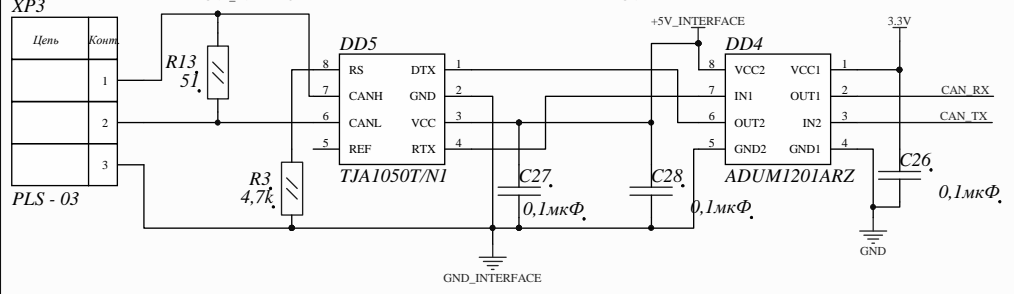 XP3
Цепь Конт.
1
2
3
PLS - 03
R13
51
R3
4,7k
DD5
8 RS DTX 1
7 CANH GND 2
6 CANL VCC 3
5 REF RTX 4
TJA1050T/N1
C27
0,1мкФ
C28
0,1мкФ
GND_INTERFACE
+5V_INTERFACE
DD4
8 VCC2 VCC1 1
7 IN1 OUT1 2
6 OUT2 IN2 3
5 GND2 GND1 4
ADUM1201ARZ
3.3V
CAN_RX
CAN_TX
C26
0,1мкФ
GND